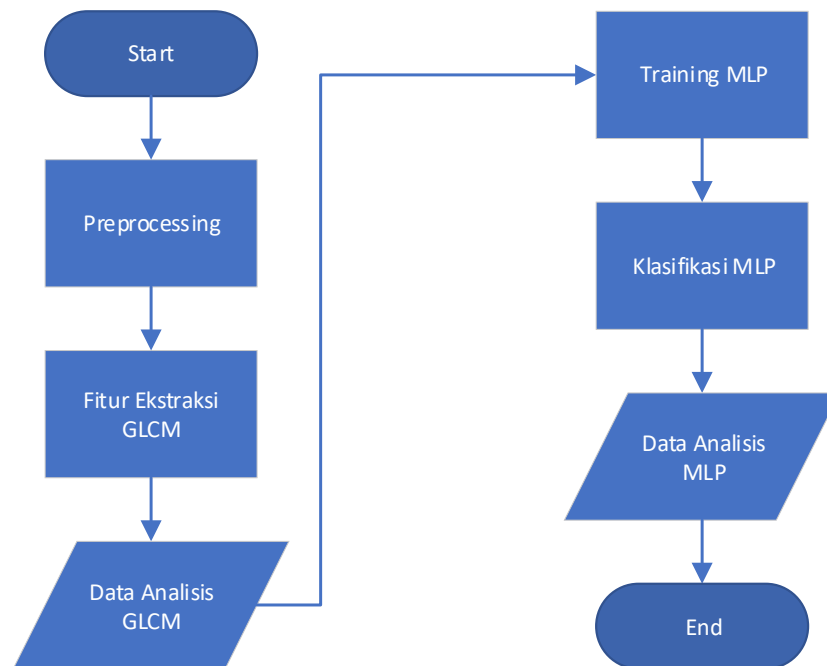 Start
Preprocessing
Fitur Ekstraksi
GLCM
Data Analisis
GLCM
Training MLP
Klasifikasi MLP
Data Analisis
MLP
End